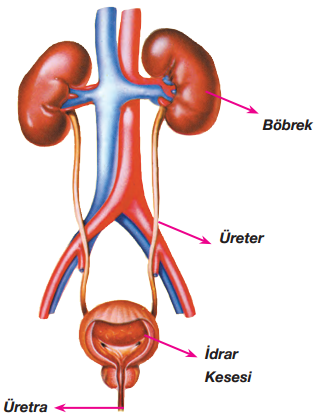 Böbrek
Üreter
İdrar
Kesesi
Üretra